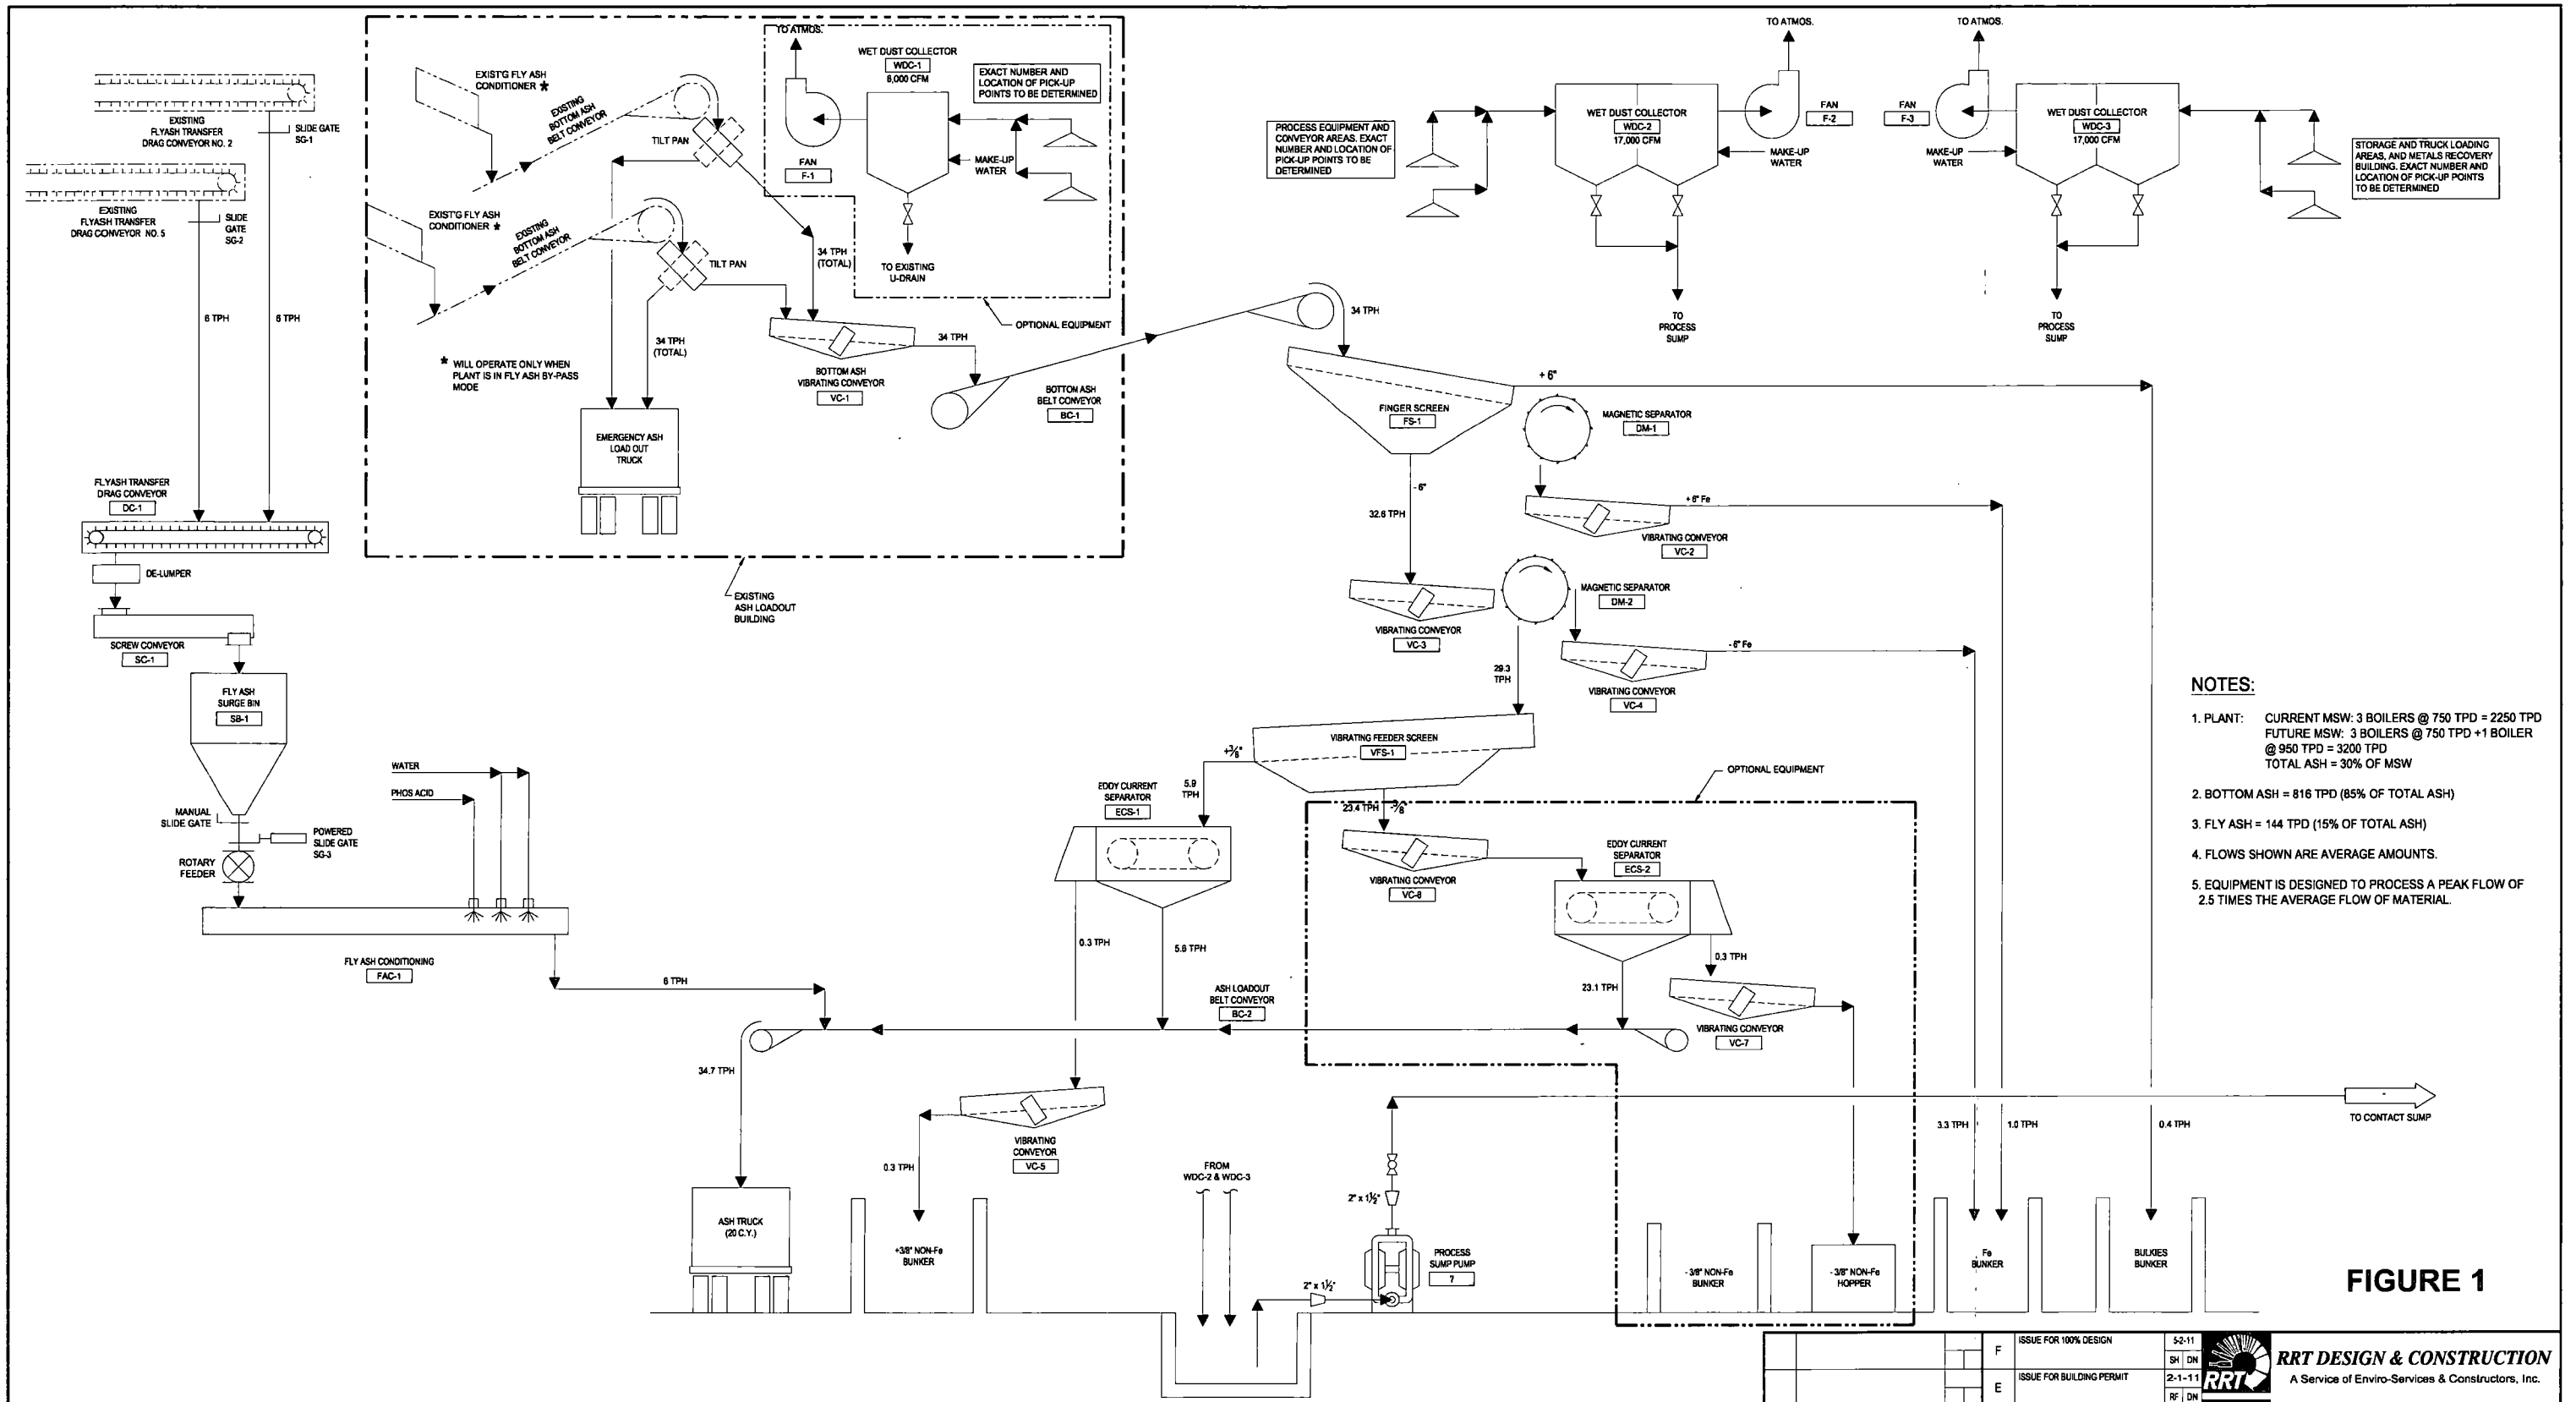 EXISTING
FLYASH TRANSFER
DRAG CONVEYOR NO. 2
SLIDE GATE
SG-1
EXISTING
FLYASH TRANSFER
DRAG CONVEYOR NO. 5
SLIDE
GATE
SG-2
6 TPH
6 TPH
FLYASH TRANSFER
DRAG CONVEYOR
DC-1
DE-LUMPER
SCREW CONVEYOR
SC-1
FLY ASH
SURGE BIN
SB-1
MANUAL
SLIDE GATE
POWERED
SLIDE GATE
SG-3
ROTARY
FEEDER
WATER
PHOS ACID
FLY ASH CONDITIONING
FAC-1
6 TPH
EXIST'G FLY ASH
CONDITIONER *
EXISTING
BOTTOM ASH
BELT CONVEYOR
TILT PAN
EXIST'G FLY ASH
CONDITIONER *
EXISTING
BOTTOM ASH
BELT CONVEYOR
TILT PAN
* WILL OPERATE ONLY WHEN
PLANT IS IN FLY ASH BY-PASS
MODE
34 TPH
(TOTAL)
34 TPH
(TOTAL)
EMERGENCY ASH
LOAD OUT
TRUCK
TO ATMOS.
WET DUST COLLECTOR
WDC-1
6,000 CFM
EXACT NUMBER AND
LOCATION OF PICK-UP
POINTS TO BE DETERMINED
FAN
F-1
MAKE-UP
WATER
TO EXISTING
U-DRAIN
OPTIONAL EQUIPMENT
BOTTOM ASH
VIBRATING CONVEYOR
VC-1
34 TPH
BOTTOM ASH
BELT CONVEYOR
BC-1
EXISTING
ASH LOADOUT
BUILDING
PROCESS EQUIPMENT AND
CONVEYOR AREAS. EXACT
NUMBER AND LOCATION OF
PICK-UP POINTS TO BE
DETERMINED
WET DUST COLLECTOR
WDC-2
17,000 CFM
TO ATMOS.
FAN
F-2
MAKE-UP
WATER
TO
PROCESS
SUMP
TO ATMOS.
FAN
F-3
WET DUST COLLECTOR
WDC-3
17,000 CFM
MAKE-UP
WATER
TO
PROCESS
SUMP
STORAGE AND TRUCK LOADING
AREAS, AND METALS RECOVERY
BUILDING. EXACT NUMBER AND
LOCATION OF PICK-UP POINTS
TO BE DETERMINED
34 TPH
+ 6"
FINGER SCREEN
FS-1
MAGNETIC SEPARATOR
DM-1
- 6"
32.6 TPH
+ 6" Fe
VIBRATING CONVEYOR
VC-2
MAGNETIC SEPARATOR
DM-2
VIBRATING CONVEYOR
VC-3
- 6" Fe
29.3
TPH
VIBRATING CONVEYOR
VC-4
VIBRATING FEEDER SCREEN
VFS-1
+3/8"
5.9
TPH
23.4 TPH
-3/8
EDDY CURRENT
SEPARATOR
ECS-1
OPTIONAL EQUIPMENT
VIBRATING CONVEYOR
VC-6
EDDY CURRENT
SEPARATOR
ECS-2
0.3 TPH
5.6 TPH
0.3 TPH
23.1 TPH
ASH LOADOUT
BELT CONVEYOR
BC-2
VIBRATING CONVEYOR
VC-7
34.7 TPH
VIBRATING
CONVEYOR
VC-5
0.3 TPH
ASH TRUCK
(20 C.Y.)
+3/8" NON-Fe
BUNKER
FROM
WDC-2 & WDC-3
2" x 1½"
2" x 1½"
PROCESS
SUMP PUMP
7
- 3/8" NON-Fe
BUNKER
- 3/8" NON-Fe
HOPPER
3.3 TPH
1.0 TPH
0.4 TPH
Fe
BUNKER
BULKIES
BUNKER
TO CONTACT SUMP
NOTES:
1. PLANT: CURRENT MSW: 3 BOILERS @ 750 TPD = 2250 TPD
FUTURE MSW: 3 BOILERS @ 750 TPD +1 BOILER
@ 950 TPD = 3200 TPD
TOTAL ASH = 30% OF MSW
2. BOTTOM ASH = 816 TPD (85% OF TOTAL ASH)
3. FLY ASH = 144 TPD (15% OF TOTAL ASH)
4. FLOWS SHOWN ARE AVERAGE AMOUNTS.
5. EQUIPMENT IS DESIGNED TO PROCESS A PEAK FLOW OF
2.5 TIMES THE AVERAGE FLOW OF MATERIAL.
FIGURE 1
F ISSUE FOR 100% DESIGN 5-2-11
SH DN
E ISSUE FOR BUILDING PERMIT 2-1-11
RF DN
RRT
RRT DESIGN & CONSTRUCTION
A Service of Enviro-Services & Constructors, Inc.